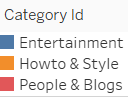 Category Id
Entertainment
Howto & Style
People & Blogs